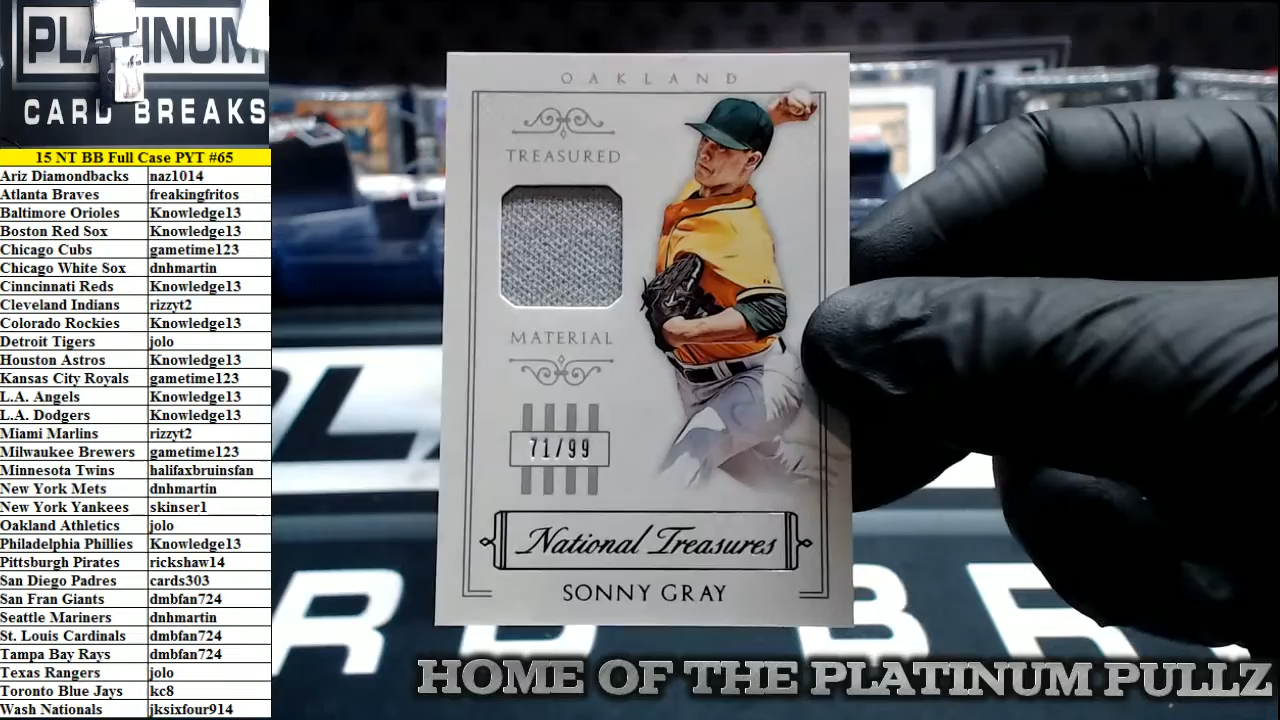 PLATINUM
CARD BREAKS
15 NT BB Full Case PYT #65
Ariz Diamondbacks naz1014
Atlanta Braves freakingfritos
Baltimore Orioles Knowledge13
Boston Red Sox Knowledge13
Chicago Cubs gametime123
Chicago White Sox dnhmartin
Cinncinnati Reds Knowledge13
Cleveland Indians rizzyt2
Colorado Rockies Knowledge13
Detroit Tigers jolo
Houston Astros Knowledge13
Kansas City Royals gametime123
L.A. Angels Knowledge13
L.A. Dodgers Knowledge13
Miami Marlins rizzyt2
Milwaukee Brewers gametime123
Minnesota Twins halifaxbruinsfan
New York Mets dnhmartin
New York Yankees skinser1
Oakland Athletics jolo
Philadelphia Phillies Knowledge13
Pittsburgh Pirates rickshaw14
San Diego Padres cards303
San Fran Giants dmbfan724
Seattle Mariners dnhmartin
St. Louis Cardinals dmbfan724
Tampa Bay Rays dmbfan724
Texas Rangers jolo
Toronto Blue Jays kc8
Wash Nationals jksixfour914
OAKLAND
TREASURED
MATERIAL
71/99
National Treasures
SONNY GRAY
HOME OF THE PLATINUM PULLZ